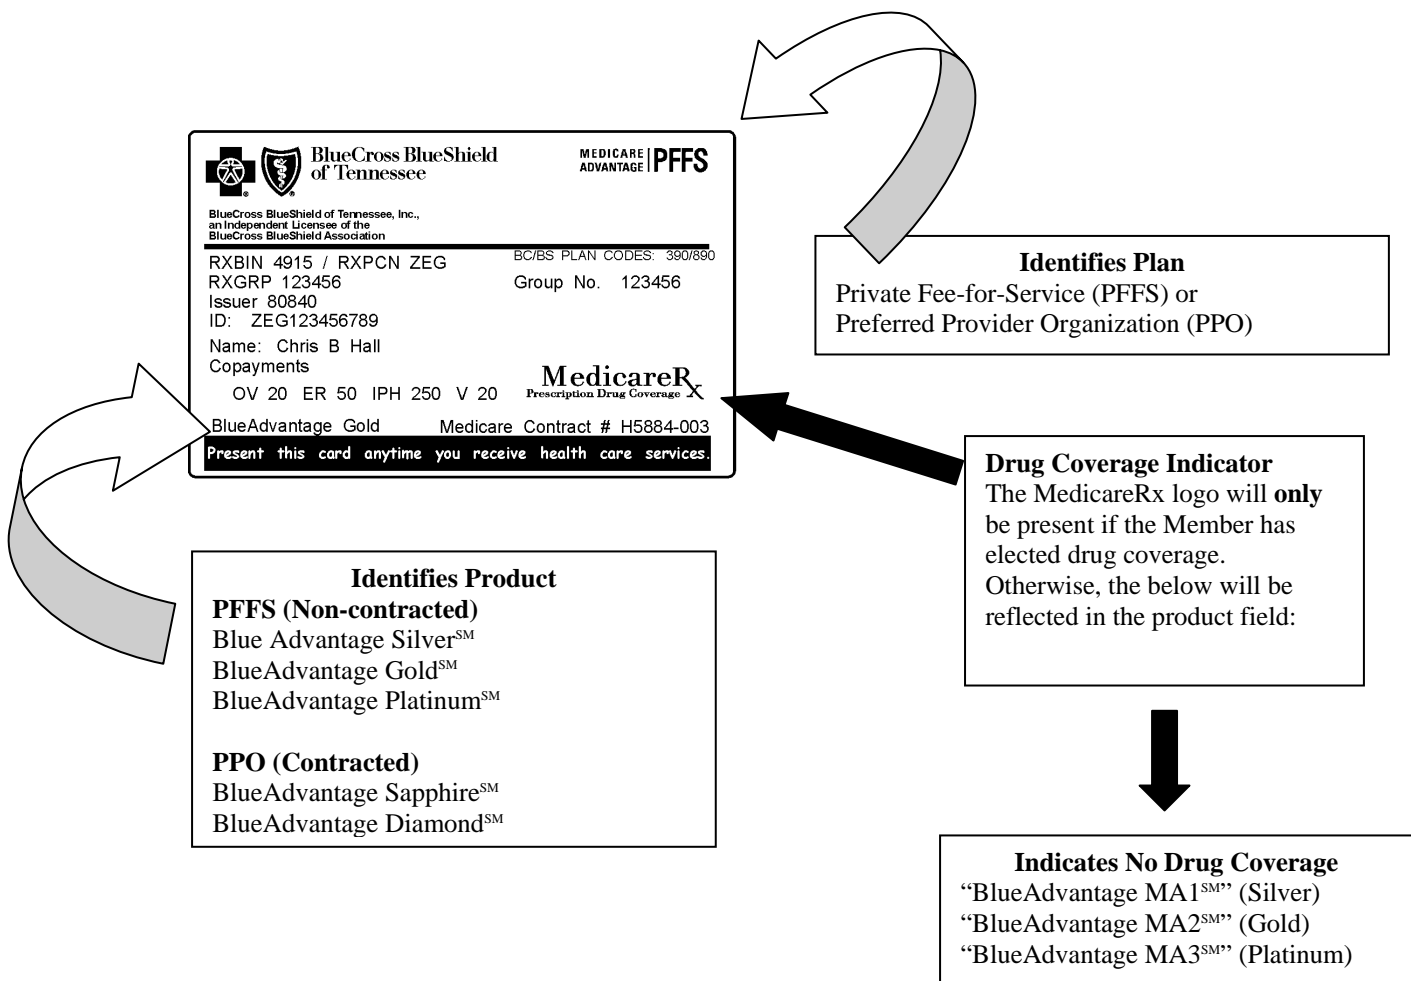 BlueCross BlueShield
of Tennessee
MEDICARE
ADVANTAGE
PFFS
BlueCross BlueShield of Tennessee, Inc.,
an Independent Licensee of the
BlueCross BlueShield Association
RXBIN 4915 / RXPCN ZEG
BC/BS PLAN CODES: 390/890
RXGRP 123456
Group No. 123456
Issuer 80840
ID: ZEG123456789
Name: Chris B Hall
Copayments
OV 20 ER 50 IPH 250 V 20
MedicareRx
Prescription Drug Coverage
BlueAdvantage Gold
Medicare Contract # H5884-003
Present this card anytime you receive health care services.
Identifies Plan
Private Fee-for-Service (PFFS) or
Preferred Provider Organization (PPO)
Drug Coverage Indicator
The MedicareRx logo will only
be present if the Member has
elected drug coverage.
Otherwise, the below will be
reflected in the product field:
Identifies Product
PFFS (Non-contracted)
Blue Advantage Silver℠
BlueAdvantage Gold℠
BlueAdvantage Platinum℠
PPO (Contracted)
BlueAdvantage Sapphire℠
BlueAdvantage Diamond℠
Indicates No Drug Coverage
“BlueAdvantage MA1℠” (Silver)
“BlueAdvantage MA2℠” (Gold)
“BlueAdvantage MA3℠” (Platinum)